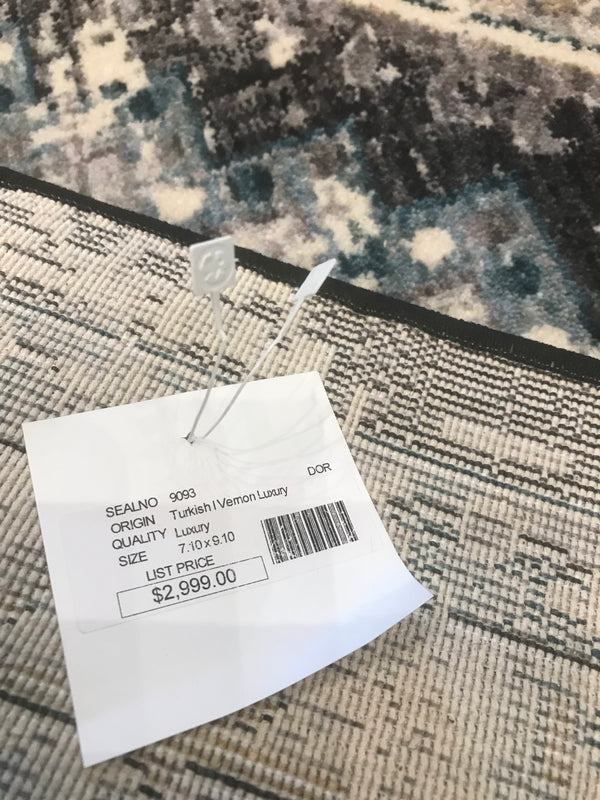 DOR
SEALNO 9093
ORIGIN Turkish I Vernon Luxury
QUALITY Luxury
SIZE 7.10 x 9.10
LIST PRICE
$2,999.00